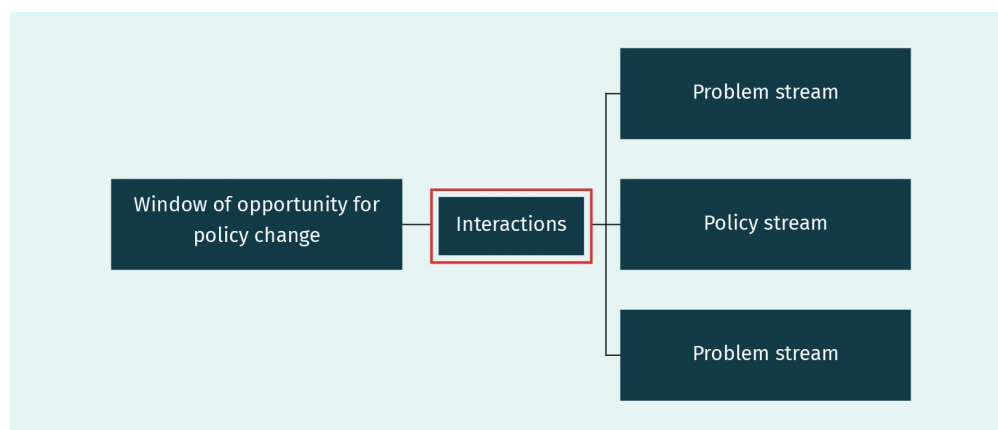 Problem stream
Window of opportunity for
policy change
Interactions
Policy stream
Problem stream